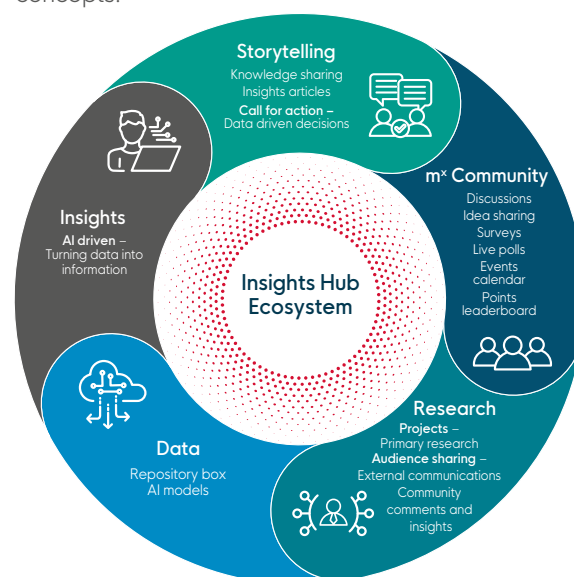 concepts.
Storytelling
Knowledge sharing
Insights articles
Call for action –
Data driven decisions
mˣ Community
Discussions
Idea sharing
Surveys
Live polls
Events
calendar
Points
leaderboard
Research
Projects –
Primary research
Audience sharing –
External communications
Community
comments and
insights
Data
Repository box
AI models
Insights
AI driven –
Turning data into
information
Insights Hub
Ecosystem